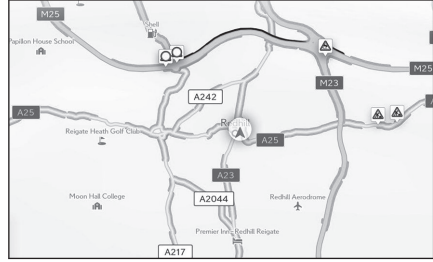 M25
Shell
Papillon House School
M25
M23
A242
A25
Reigate Heath Golf Club
Redhill
A25
A23
Moon Hall College
A2044
Redhill Aerodrome
Premier Inn Redhill Reigate
A217